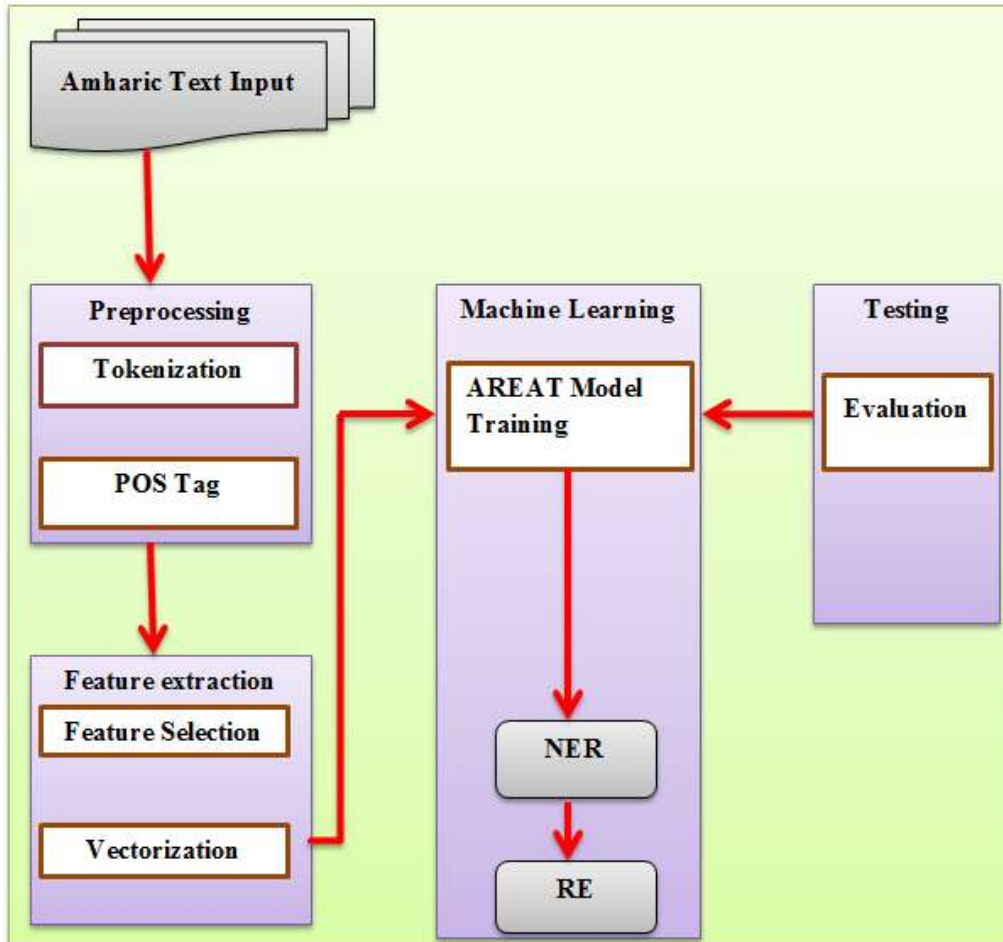 Amharic Text Input
Preprocessing
Tokenization
POS Tag
Feature extraction
Feature Selection
Vectorization
Machine Learning
AREAT Model
Training
NER
RE
Testing
Evaluation